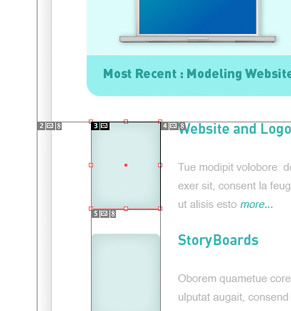 Most Recent : Modeling Website
2
3
4
Website and Logo
Tue modipit volobore d
exer sit, consent la feug
ut alisis esto more...
5
StoryBoards
Oborem quametue core
ulputat augait, consend